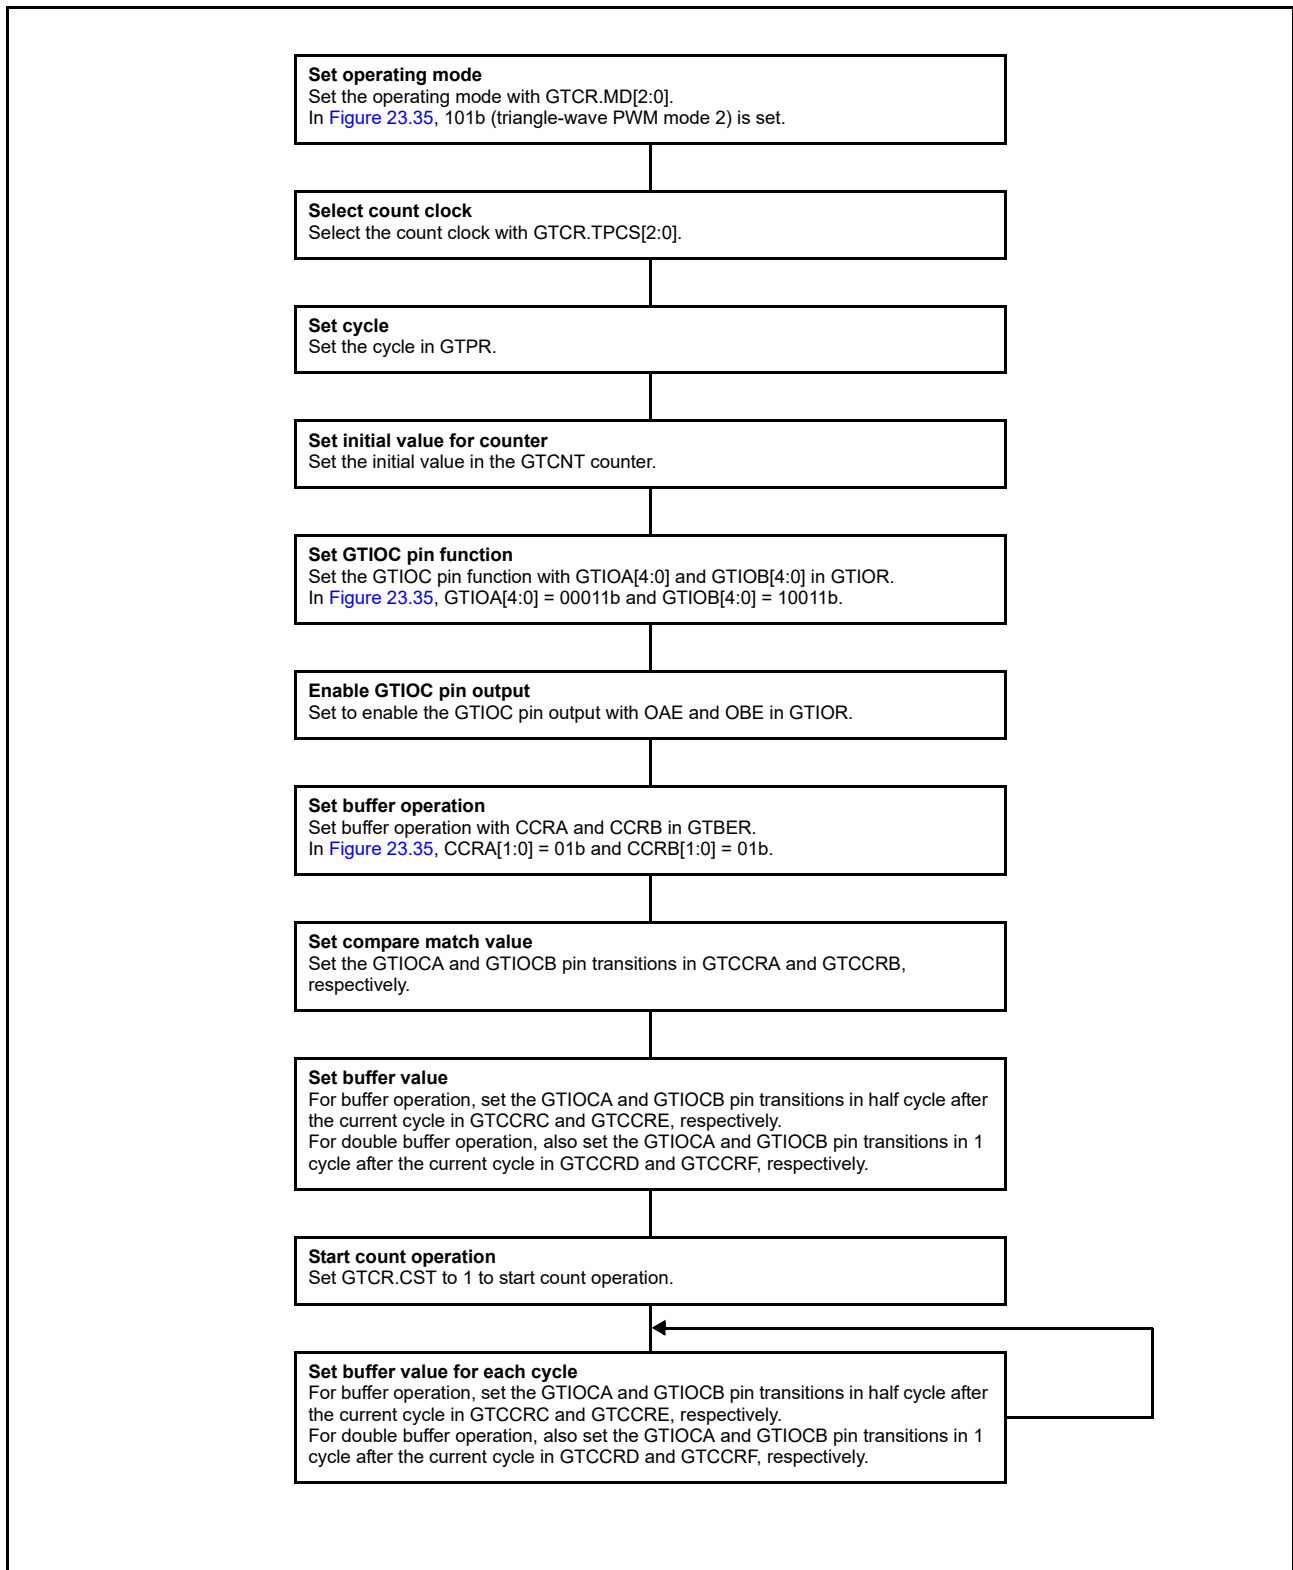 Set operating mode
Set the operating mode with GTCR.MD[2:0].
In Figure 23.35, 101b (triangle-wave PWM mode 2) is set.
Select count clock
Select the count clock with GTCR.TPCS[2:0].
Set cycle
Set the cycle in GTPR.
Set initial value for counter
Set the initial value in the GTCNT counter.
Set GTIOC pin function
Set the GTIOC pin function with GTIOA[4:0] and GTIOB[4:0] in GTIOR.
In Figure 23.35, GTIOA[4:0] = 00011b and GTIOB[4:0] = 10011b.
Enable GTIOC pin output
Set to enable the GTIOC pin output with OAE and OBE in GTIOR.
Set buffer operation
Set buffer operation with CCRA and CCRB in GTBER.
In Figure 23.35, CCRA[1:0] = 01b and CCRB[1:0] = 01b.
Set compare match value
Set the GTIOCA and GTIOCB pin transitions in GTCCRA and GTCCRB,
respectively.
Set buffer value
For buffer operation, set the GTIOCA and GTIOCB pin transitions in half cycle after
the current cycle in GTCCRC and GTCCRE, respectively.
For double buffer operation, also set the GTIOCA and GTIOCB pin transitions in 1
cycle after the current cycle in GTCCRD and GTCCRF, respectively.
Start count operation
Set GTCR.CST to 1 to start count operation.
Set buffer value for each cycle
For buffer operation, set the GTIOCA and GTIOCB pin transitions in half cycle after
the current cycle in GTCCRC and GTCCRE, respectively.
For double buffer operation, also set the GTIOCA and GTIOCB pin transitions in 1
cycle after the current cycle in GTCCRD and GTCCRF, respectively.